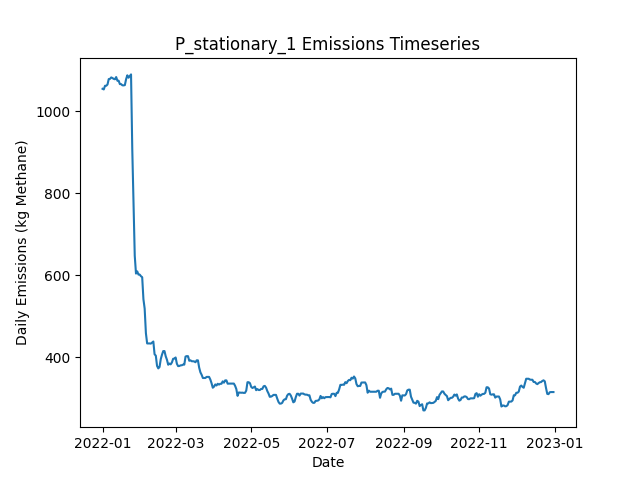 P_stationary_1 Emissions Timeseries
Daily Emissions (kg Methane)
1000
800
600
400
2022-01 2022-03 2022-05 2022-07 2022-09 2022-11 2023-01
Date